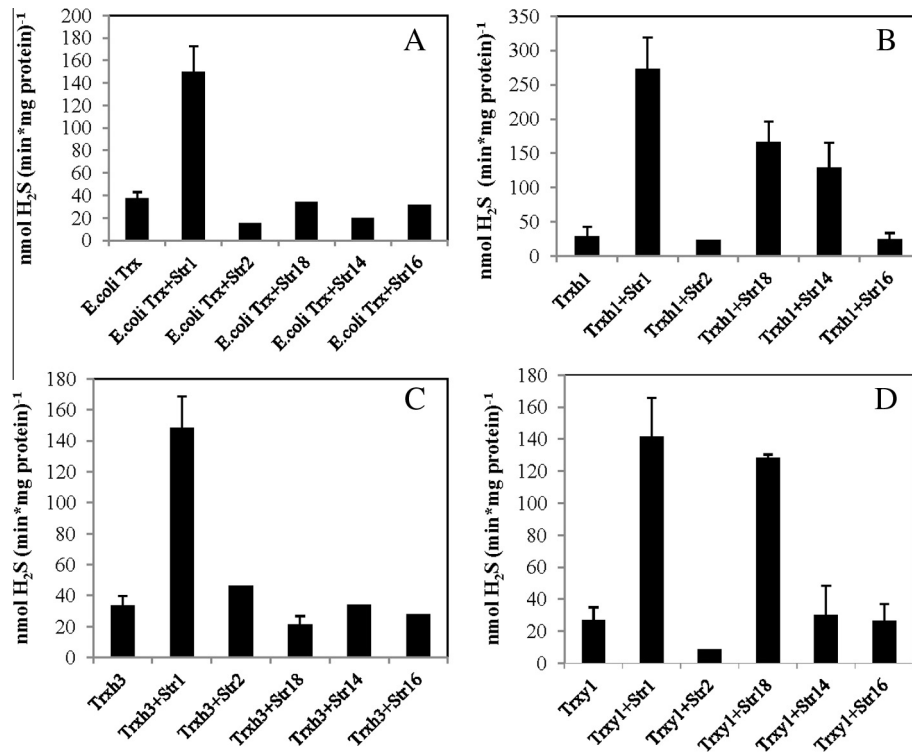 A
nmol H₂S (min*mg protein)⁻¹
200
180
160
140
120
100
80
60
40
20
0
E.coli Trx
E.coli Trx+Str1
E.coli Trx+Str2
E.coli Trx+Str18
E.coli Trx+Str14
E.coli Trx+Str16
B
nmol H₂S (min*mg protein)⁻¹
350
300
250
200
150
100
50
0
Trxh1
Trxh1+Str1
Trxh1+Str2
Trxh1+Str18
Trxh1+Str14
Trxh1+Str16
C
nmol H₂S (min*mg protein)⁻¹
180
160
140
120
100
80
60
40
20
0
Trxh3
Trxh3+Str1
Trxh3+Str2
Trxh3+Str18
Trxh3+Str14
Trxh3+Str16
D
nmol H₂S (min*mg protein)⁻¹
180
160
140
120
100
80
60
40
20
0
Trxy1
Trxy1+Str1
Trxy1+Str2
Trxy1+Str18
Trxy1+Str14
Trxy1+Str16